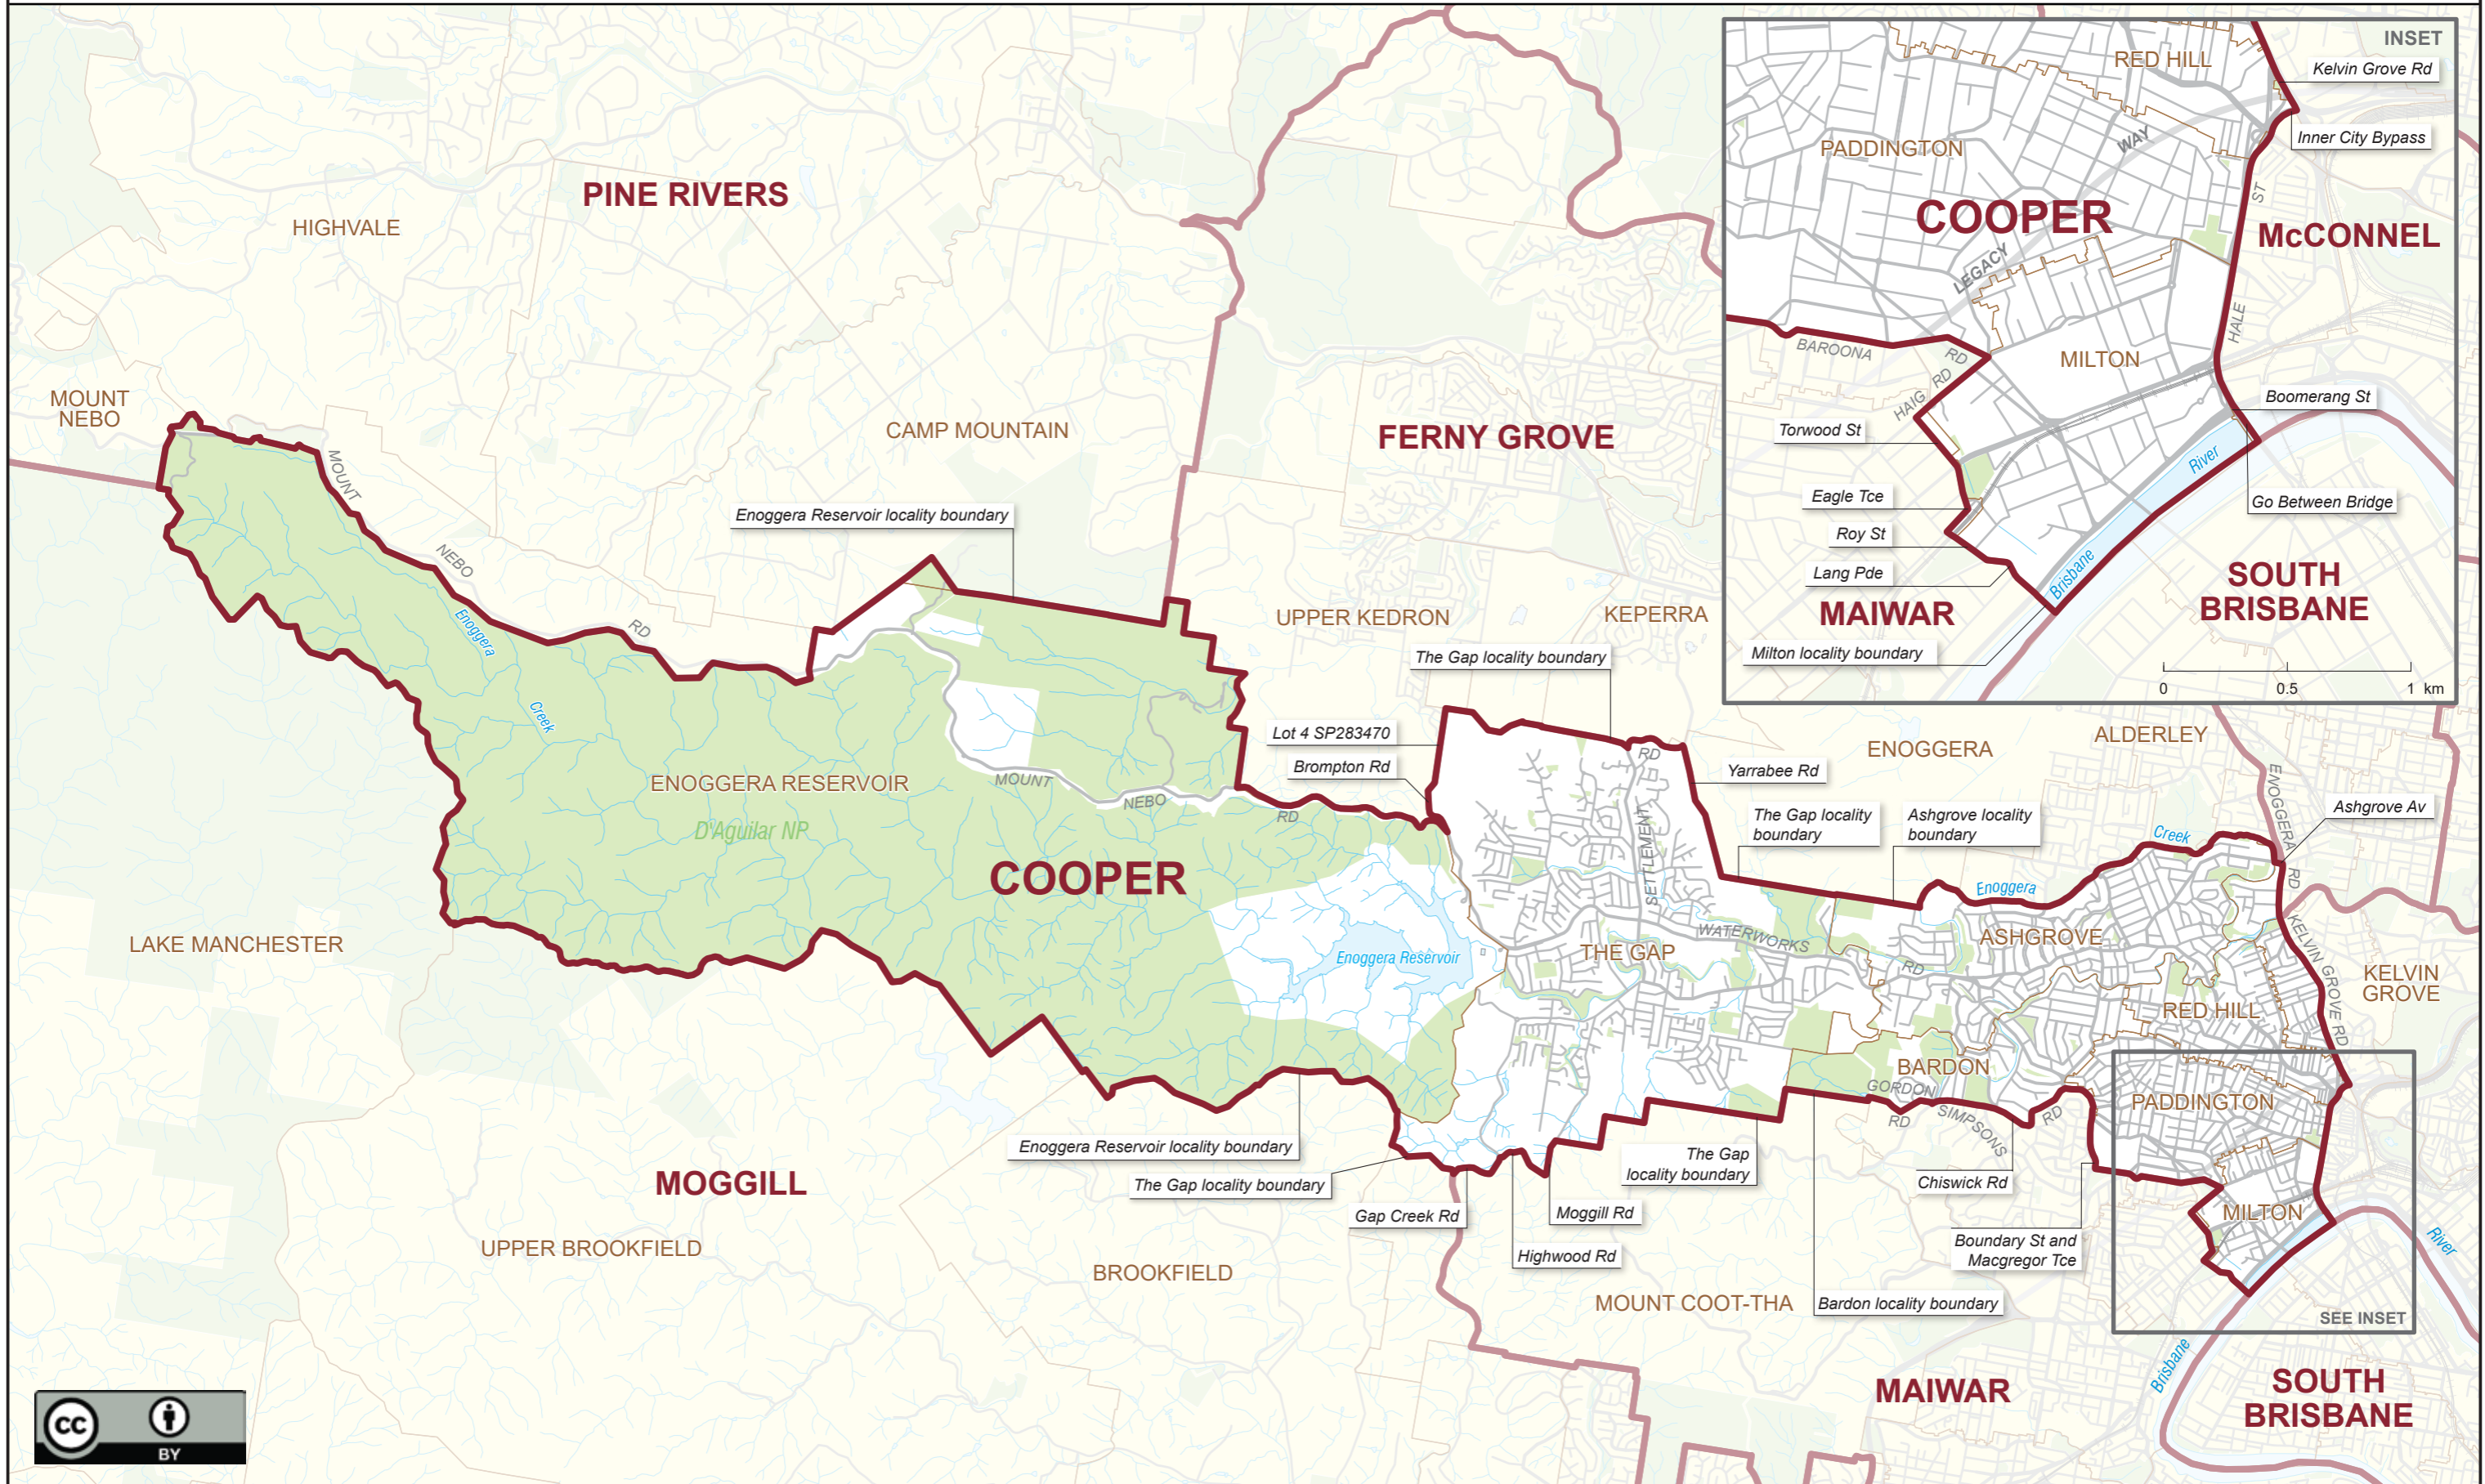 INSET
RED HILL
Kelvin Grove Rd
Inner City Bypass
PADDINGTON
WAY
ST
COOPER
McCONNEL
LEGACY
HALE
BAROONA
RD
MILTON
HAIG RD
Boomerang St
Torwood St
River
Eagle Tce
Go Between Bridge
Roy St
Lang Pde
Brisbane
SOUTH
BRISBANE
MAIWAR
Milton locality boundary
0 0.5 1 km
PINE RIVERS
HIGHVALE
MOUNT
NEBO
CAMP MOUNTAIN
FERNY GROVE
MOUNT
NEBO
RD
Enoggera Reservoir locality boundary
Enoggera
Creek
UPPER KEDRON
KEPERRA
The Gap locality boundary
Lot 4 SP283470
Brompton Rd
RD
Yarrabee Rd
ENOGGERA
ALDERLEY
ENOGGERA
RD
Ashgrove Av
The Gap locality
boundary
Ashgrove locality
boundary
ENOGGERA RESERVOIR
D'Aguilar NP
MOUNT
NEBO
RD
SETTLEMENT
Creek
Enoggera
COOPER
LAKE MANCHESTER
Enoggera Reservoir
THE GAP
WATERWORKS
RD
ASHGROVE
KELVIN GROVE RD
KELVIN
GROVE
RED HILL
BARDON
GORDON
RD
SIMPSONS
RD
PADDINGTON
Enoggera Reservoir locality boundary
The Gap locality boundary
Gap Creek Rd
Highwood Rd
Moggill Rd
The Gap
locality boundary
Chiswick Rd
Boundary St and
Macgregor Tce
Bardon locality boundary
MILTON
SEE INSET
River
MOGGILL
UPPER BROOKFIELD
BROOKFIELD
MOUNT COOT-THA
MAIWAR
Brisbane
SOUTH
BRISBANE
cc
BY